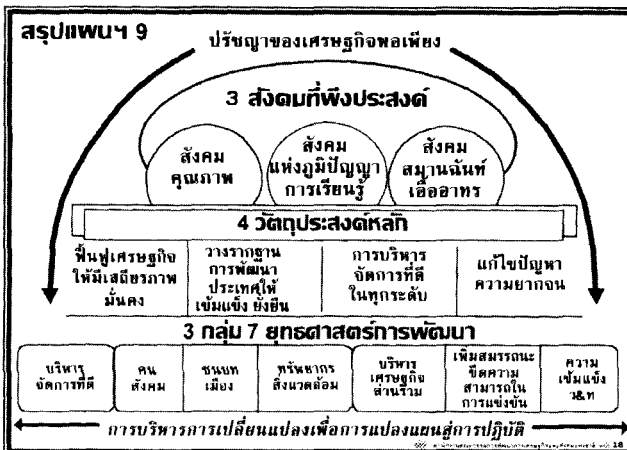 สรุปแผนฯ 9
ปรัชญาของเศรษฐกิจพอเพียง
3 สังคมที่พึงประสงค์
สังคม
คุณภาพ
สังคม
แห่งภูมิปัญญา
การเรียนรู้
สังคม
สมานฉันท์
เอื้ออาทร
4 วัตถุประสงค์หลัก
ฟื้นฟูเศรษฐกิจ
ให้มีเสถียรภาพ
มั่นคง
วางรากฐาน
การพัฒนา
ประเทศให้
เข้มแข็ง ยั่งยืน
การบริหาร
จัดการที่ดี
ในทุกระดับ
แก้ไขปัญหา
ความยากจน
3 กลุ่ม 7 ยุทธศาสตร์การพัฒนา
บริหาร
จัดการที่ดี
คน
สังคม
ชนบท
เมือง
ทรัพยากร
สิ่งแวดล้อม
บริหาร
เศรษฐกิจ
ส่วนรวม
เพิ่มสมรรถนะ
ขีดความ
สามารถใน
การแข่งขัน
ความ
เข้มแข็ง
ว&ท
การบริหารการเปลี่ยนแปลงเพื่อการแปลงแผนสู่การปฏิบัติ
18